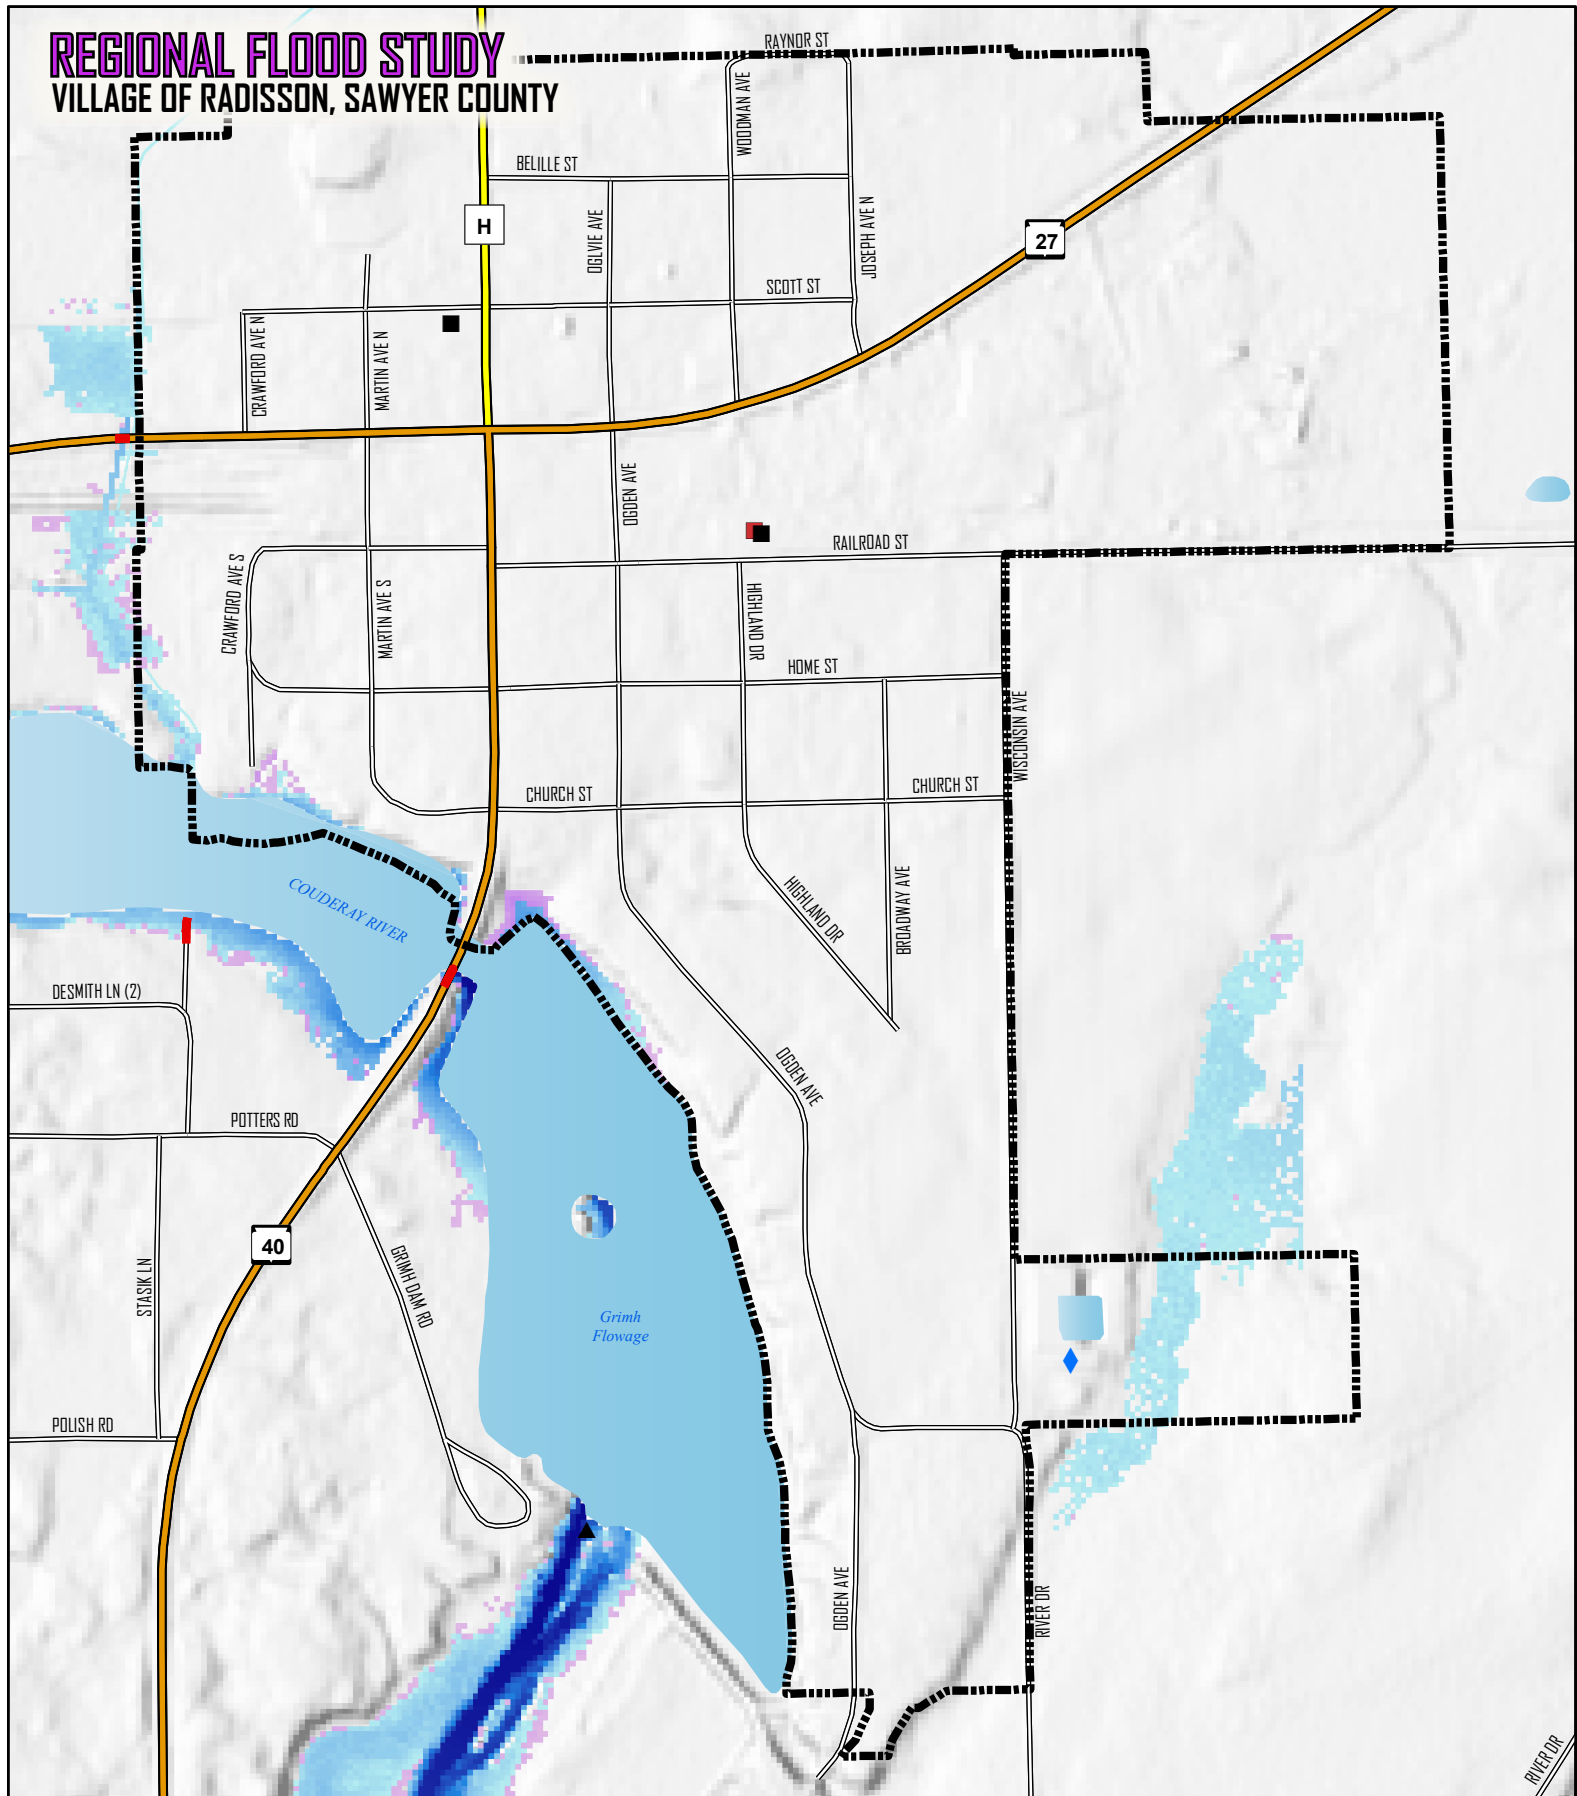 REGIONAL FLOOD STUDY
VILLAGE OF RADISSON, SAWYER COUNTY
RAYNOR ST
WOODMAN AVE
BELILLE ST
H
OGLVIE AVE
JOSEPH AVE N
27
SCOTT ST
CRAWFORD AVE N
MARTIN AVE N
OGDEN AVE
RAILROAD ST
CRAWFORD AVE S
MARTIN AVE S
HIGHLAND DR
HOME ST
WISCONSIN AVE
CHURCH ST
CHURCH ST
COUDERAY RIVER
HIGHLAND DR
BROADWAY AVE
DESMITH LN (2)
OGDEN AVE
POTTERS RD
40
STASIK LN
GRIMH DAM RD
Grimh
Flowage
POLISH RD
OGDEN AVE
RIVER DR
RIVER DR